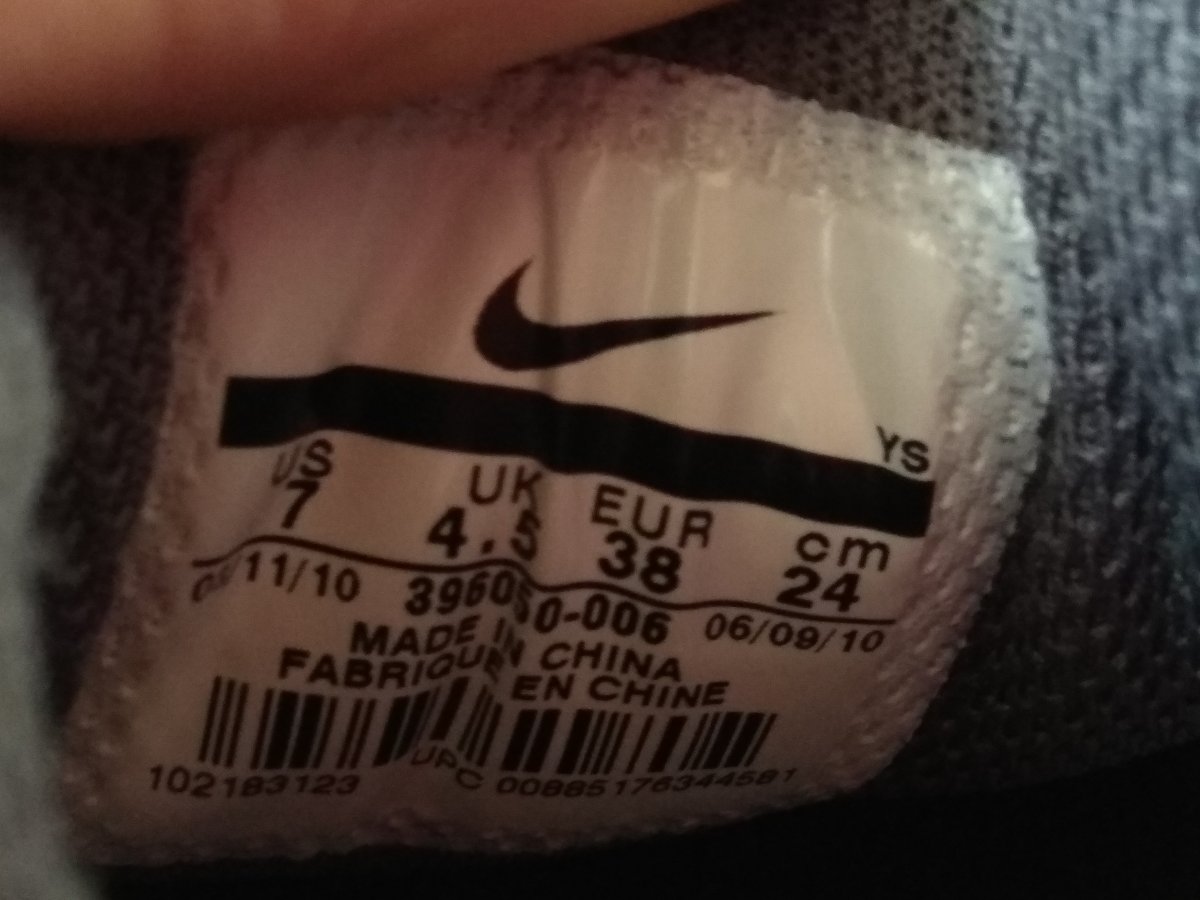 YS
US UK EUR cm
7 4.5 38 24
11/10 396050-006 06/09/10
MADE IN CHINA
FABRIQUE EN CHINE
102183123 UPC 00885176344581